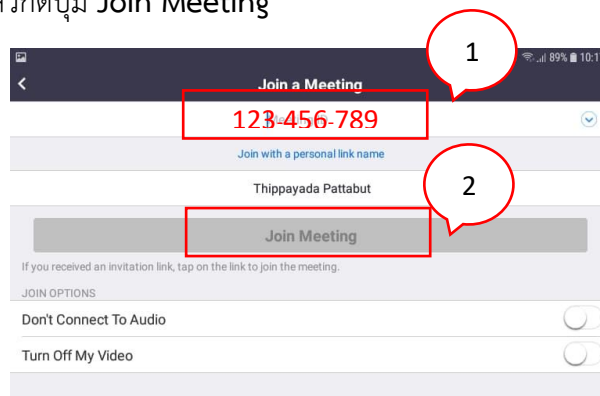 กดปุ่ม Join Meeting
1
89% 10:1
Join a Meeting
123-456-789
Join with a personal link name
Thippayada Pattabut
2
Join Meeting
If you received an invitation link, tap on the link to join the meeting.
JOIN OPTIONS
Don't Connect To Audio
Turn Off My Video